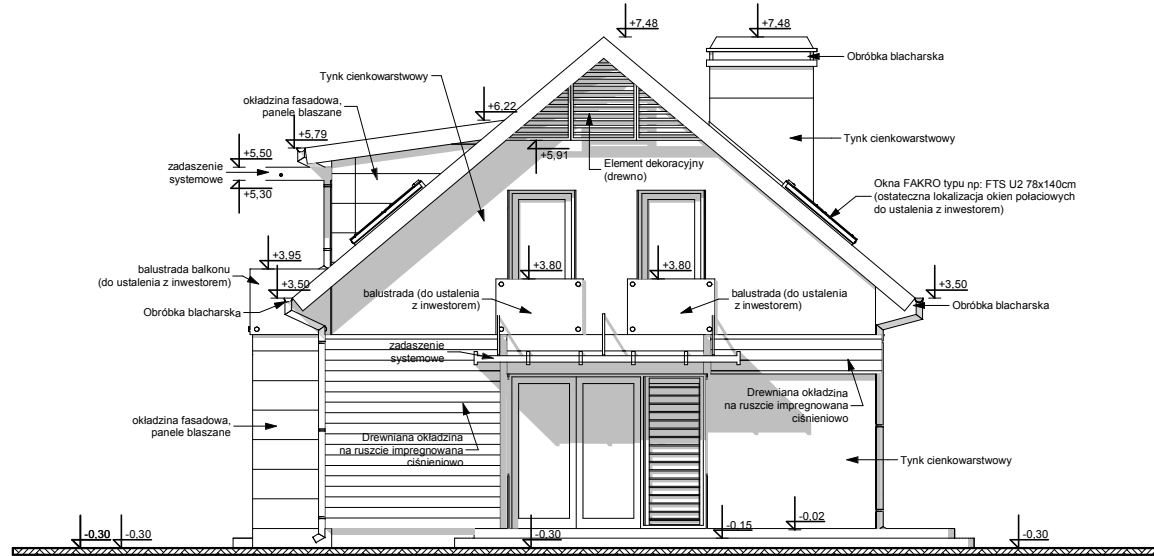 +7,48
+7,48
Obróbka blacharska
Tynk cienkowarstwowy
okładzina fasadowa,
panele blaszane
+6,22
+5,79
Tynk cienkowarstwowy
+5,50
zadaszenie
systemowe
+5,91
Element dekoracyjny
(drewno)
+5,30
Okna FAKRO typu np: FTS U2 78x140cm
(ostateczna lokalizacja okien połaciowych
do ustalenia z inwestorem)
+3,95
balustrada balkonu
(do ustalenia z inwestorem)
+3,80
+3,80
+3,50
+3,50
balustrada (do ustalenia
z inwestorem)
balustrada (do ustalenia
z inwestorem)
Obróbka blacharska
Obróbka blacharska
zadaszenie
systemowe
Drewniana okładzina
na ruszcie impregnowana
ciśnieniowo
okładzina fasadowa,
panele blaszane
Drewniana okładzina
na ruszcie impregnowana
ciśnieniowo
Tynk cienkowarstwowy
-0,30
-0,30
-0,30
-0,15
-0,02
-0,30